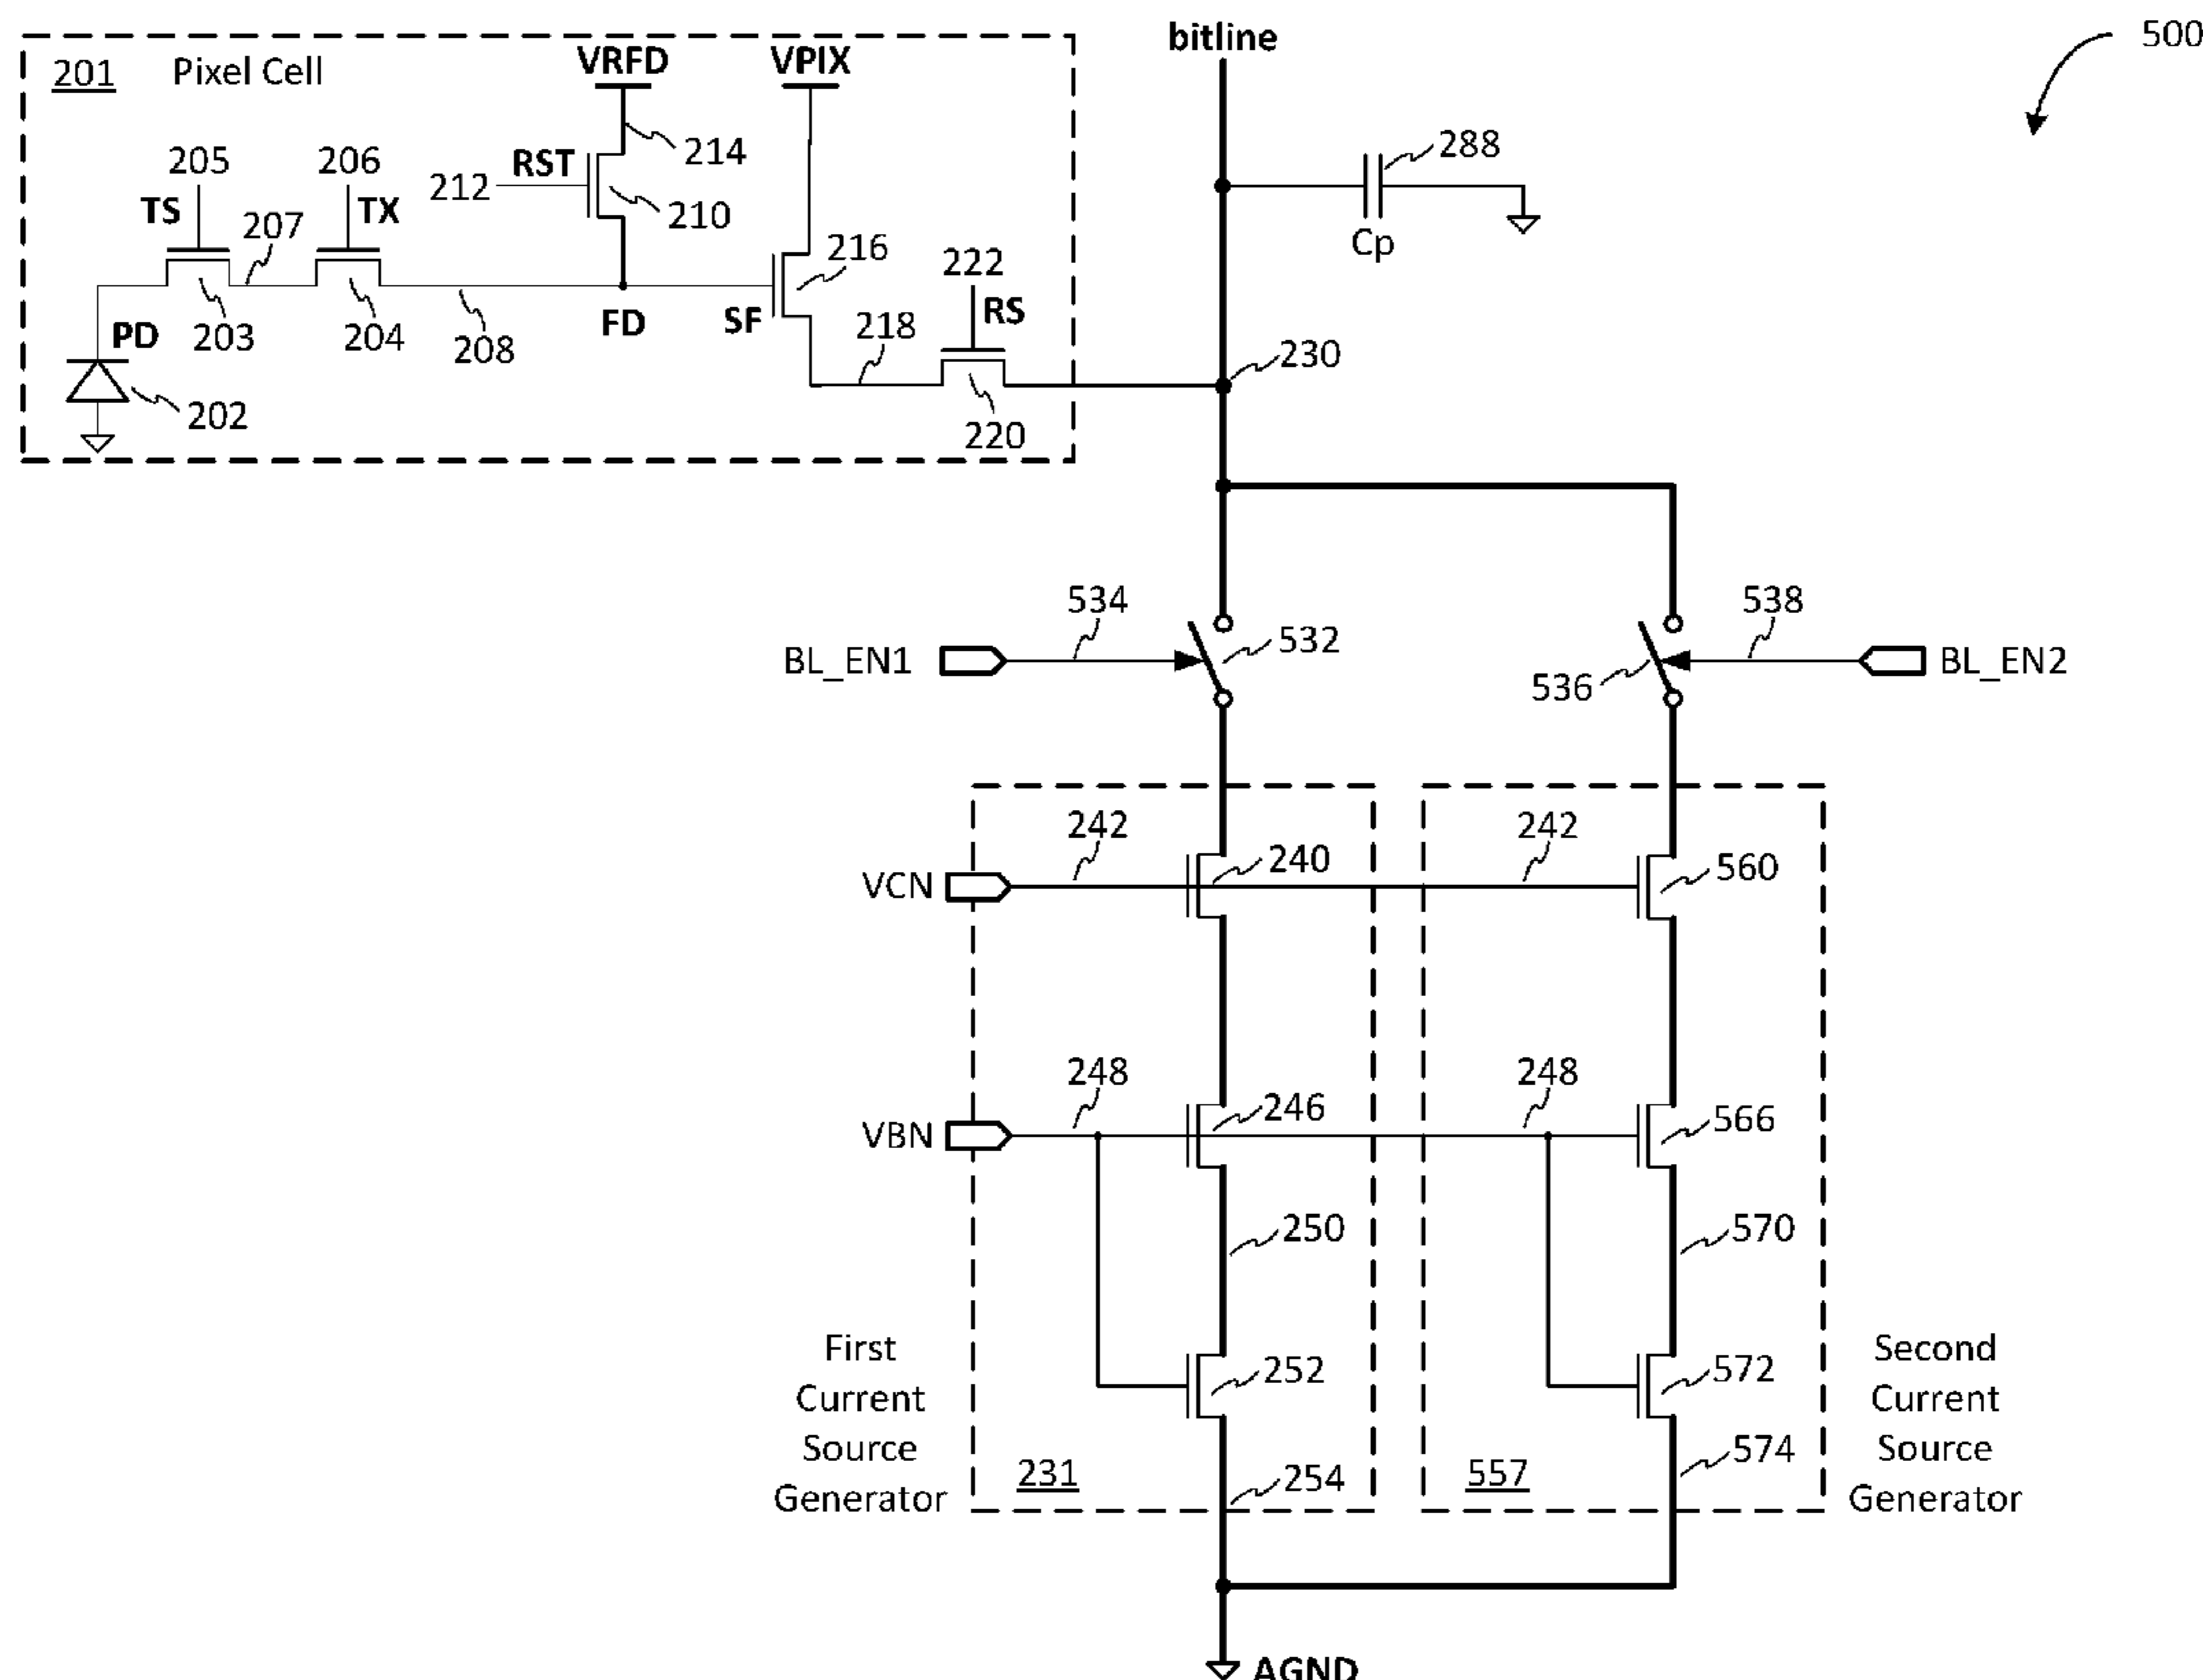 bitline
500
201 Pixel Cell
VRFD
VPIX
214
288
205
206
RST
212
TS
207
TX
210
Cp
216
222
RS
PD
203
204
208
FD
SF
218
230
202
220
534
538
BL_EN1
532
536
BL_EN2
242
242
VCN
240
560
248
248
VBN
246
566
250
570
First
Current
Source
Generator
252
572
Second
Current
Source
Generator
231
254
557
574
AGND